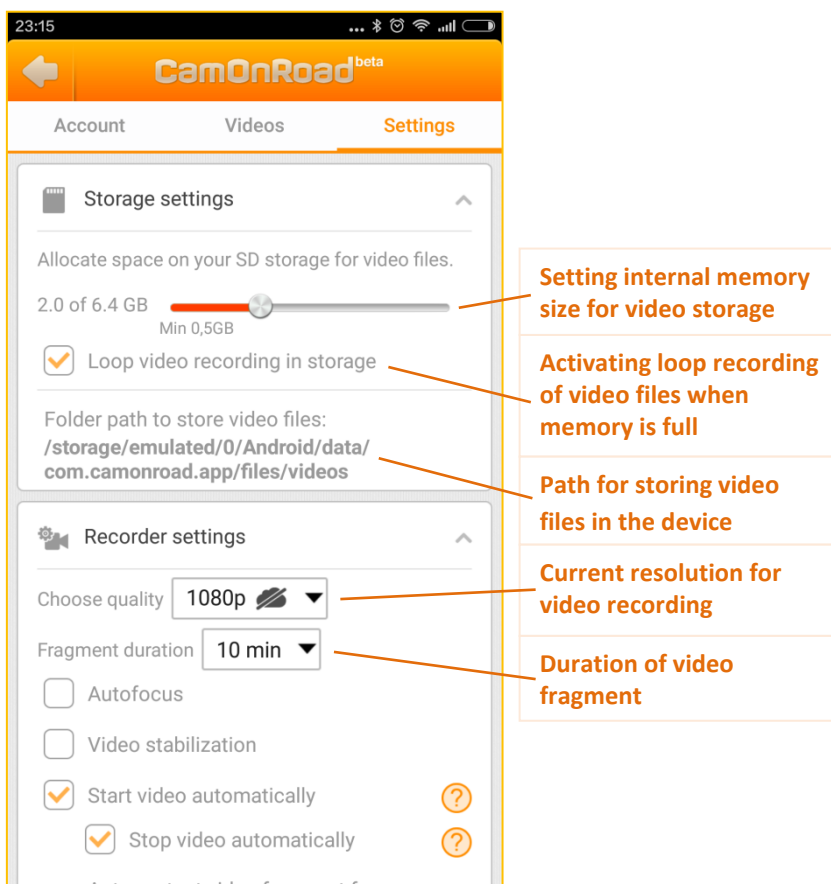 23:15
CamOnRoad beta
Account Videos Settings
Storage settings
Allocate space on your SD storage for video files.
2.0 of 6.4 GB
Min 0,5GB
Loop video recording in storage
Folder path to store video files:
/storage/emulated/0/Android/data/
com.camonroad.app/files/videos
Recorder settings
Choose quality 1080p
Fragment duration 10 min
Autofocus
Video stabilization
Start video automatically ?
Stop video automatically ?
Setting internal memory
size for video storage
Activating loop recording
of video files when
memory is full
Path for storing video
files in the device
Current resolution for
video recording
Duration of video
fragment